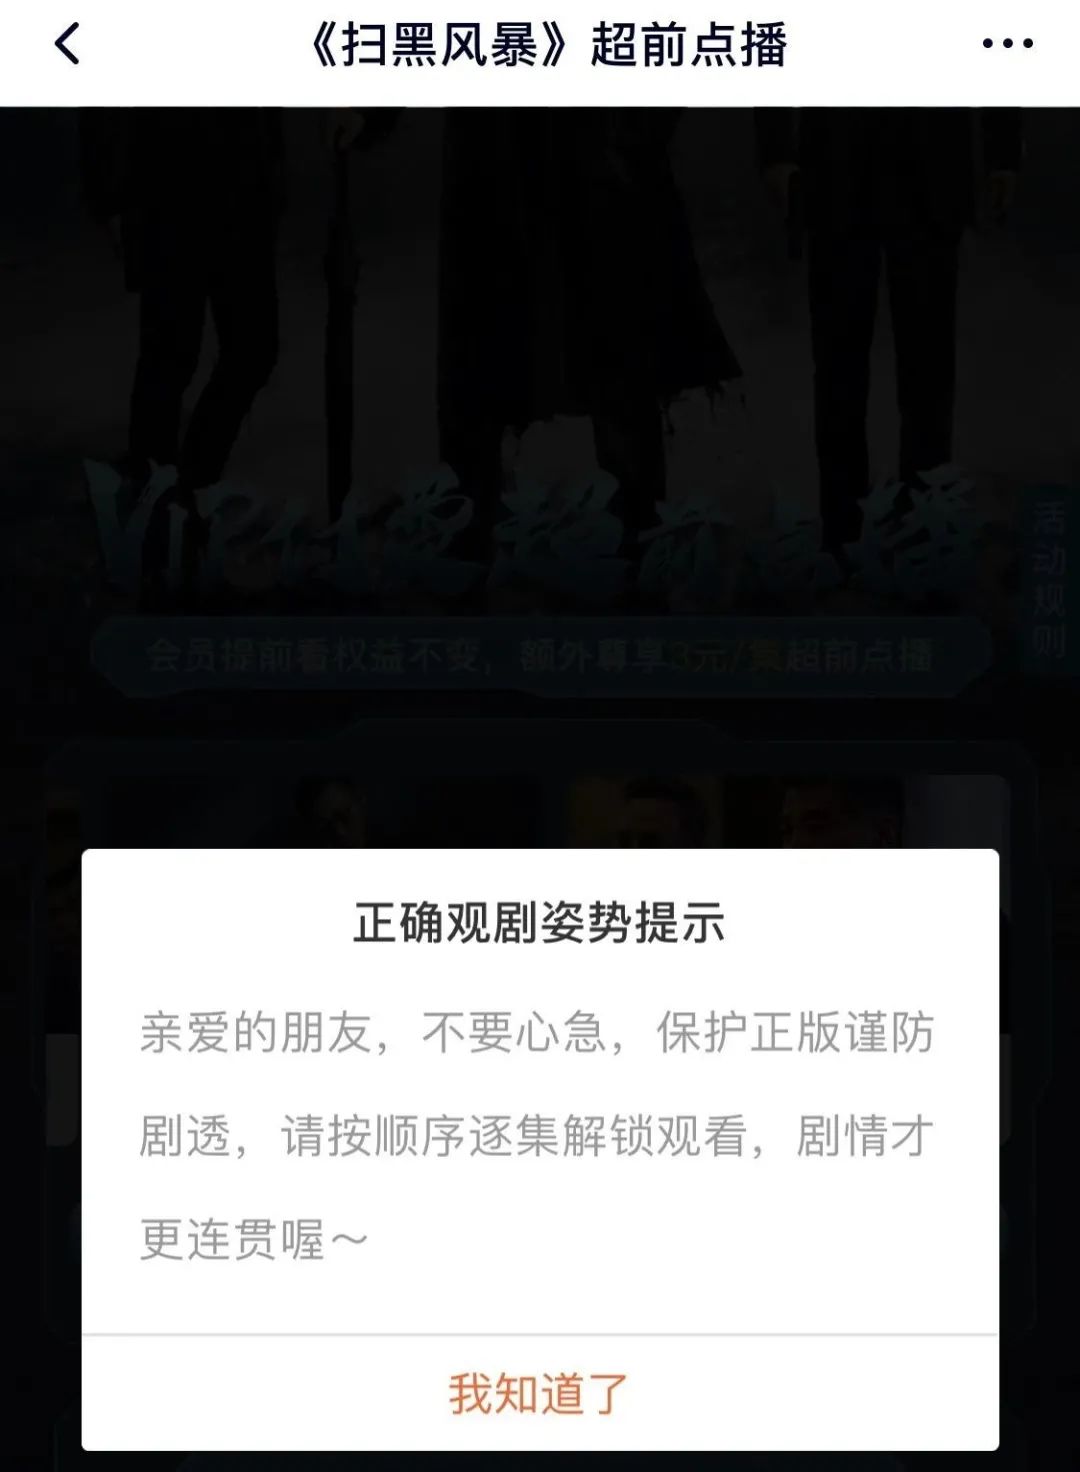 《扫黑风暴》超前点播
VIP付费超前点播
活动规则
会员提前看权益不变，额外尊享3元/集超前点播
正确观剧姿势提示
亲爱的朋友，不要心急，保护正版谨防
剧透，请按顺序逐集解锁观看，剧情才
更连贯喔～
我知道了